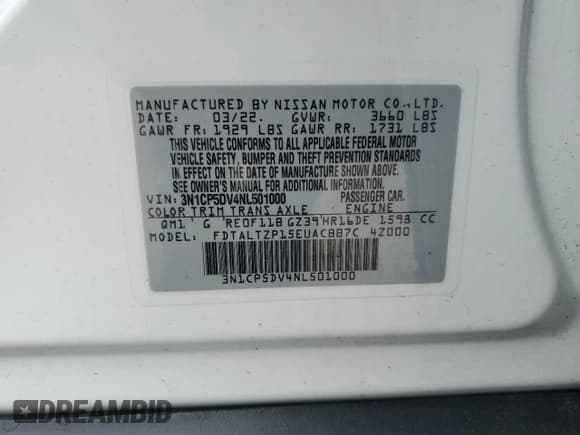 MANUFACTURED BY NISSAN MOTOR CO.,LTD.
DATE: 03/22. GVWR: 3660 LBS
GAWR FR: 1929 LBS GAWR RR: 1731 LBS
THIS VEHICLE CONFORMS TO ALL APPLICABLE FEDERAL MOTOR
VEHICLE SAFETY, BUMPER AND THEFT PREVENTION STANDARDS
IN EFFECT ON THE DATE OF MANUFACTURE SHOWN ABOVE.
SEE OWNER'S MANUAL FOR ADDITIONAL INFORMATION.
VIN: 3N1CP5DV4NL501000 PASSENGER CAR.
COLOR TRIM TRANS AXLE ENGINE
QM1 G RE0F11B GZ39 HR16DE 1598 CC
MODEL: FDTALTZP15EUACBB7C 4Z000
3N1CP5DV4NL501000
DREAMBID